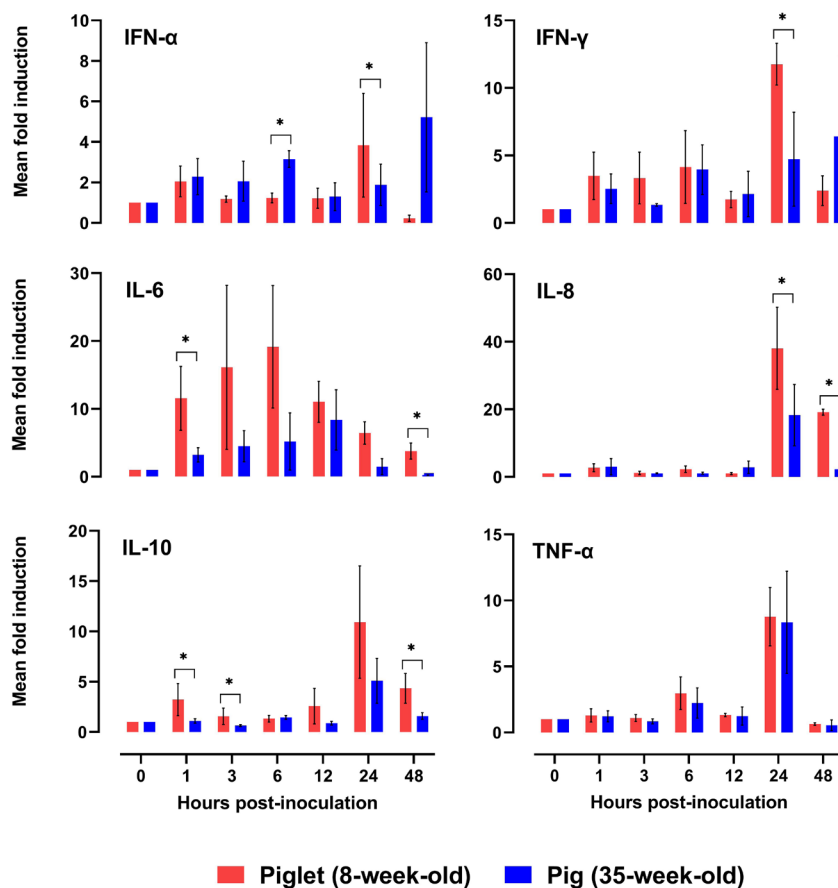 IFN-α
Mean fold induction
10
8
6
4
2
0
*
*
IFN-γ
15
10
5
0
*
IL-6
Mean fold induction
30
20
10
0
*
*
IL-8
60
40
20
0
*
*
IL-10
Mean fold induction
20
15
10
5
0
*
*
*
0 1 3 6 12 24 48
Hours post-inoculation
TNF-α
15
10
5
0
0 1 3 6 12 24 48
Hours post-inoculation
Piglet (8-week-old) Pig (35-week-old)